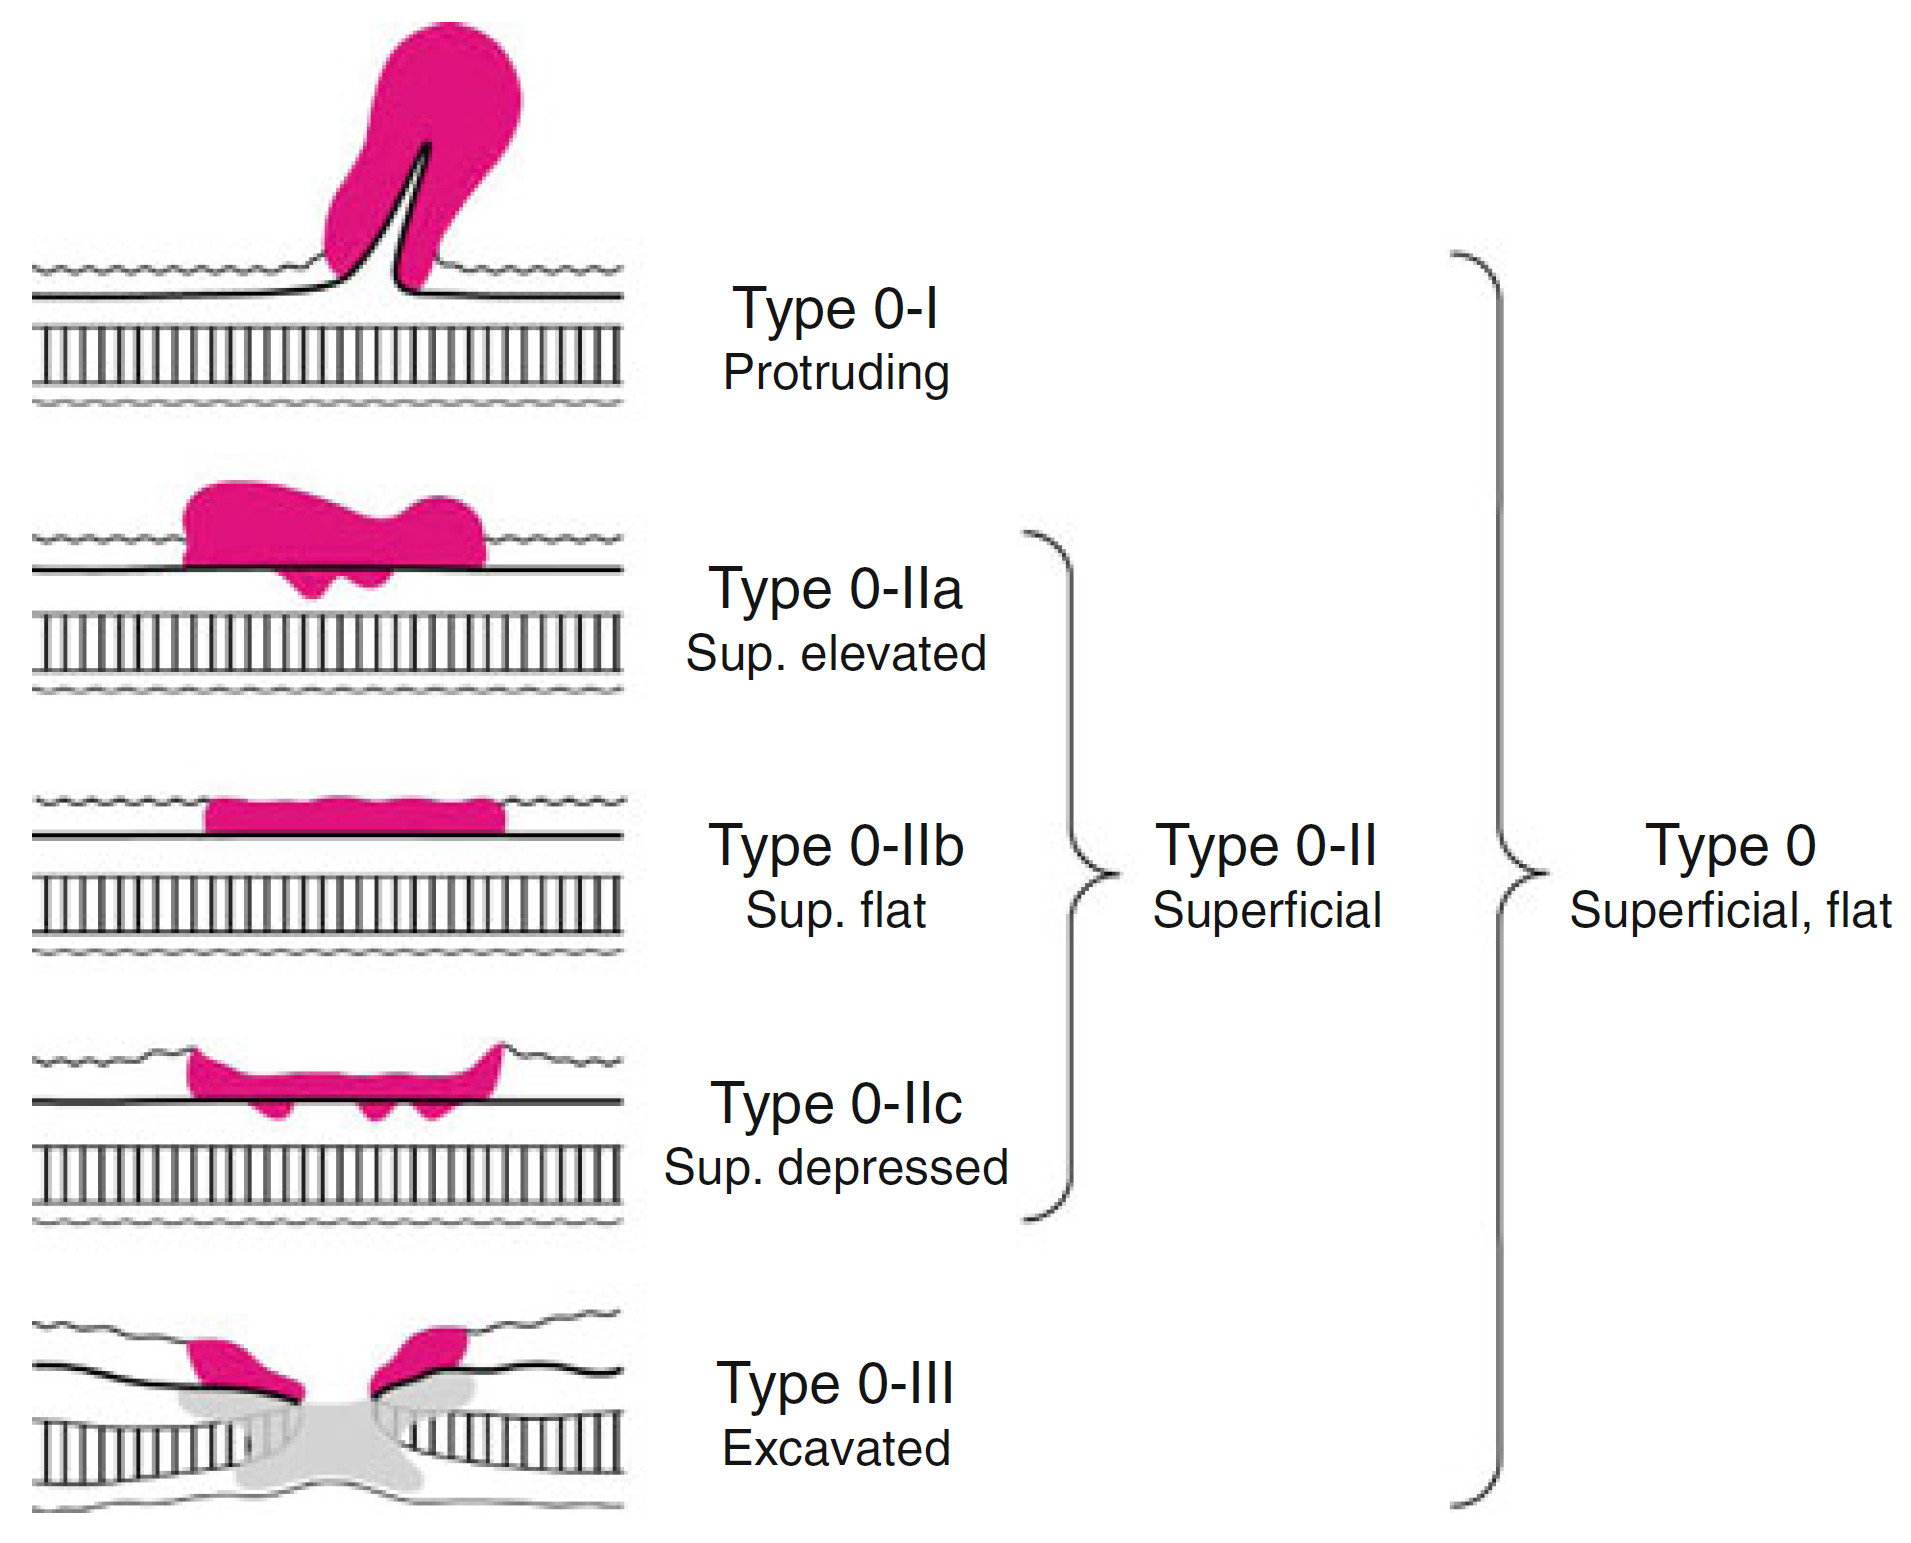 Type 0-I
Protruding
Type 0-IIa
Sup. elevated
Type 0-IIb
Sup. flat
Type 0-IIc
Sup. depressed
Type 0-III
Excavated
Type 0-II
Superficial
Type 0
Superficial, flat